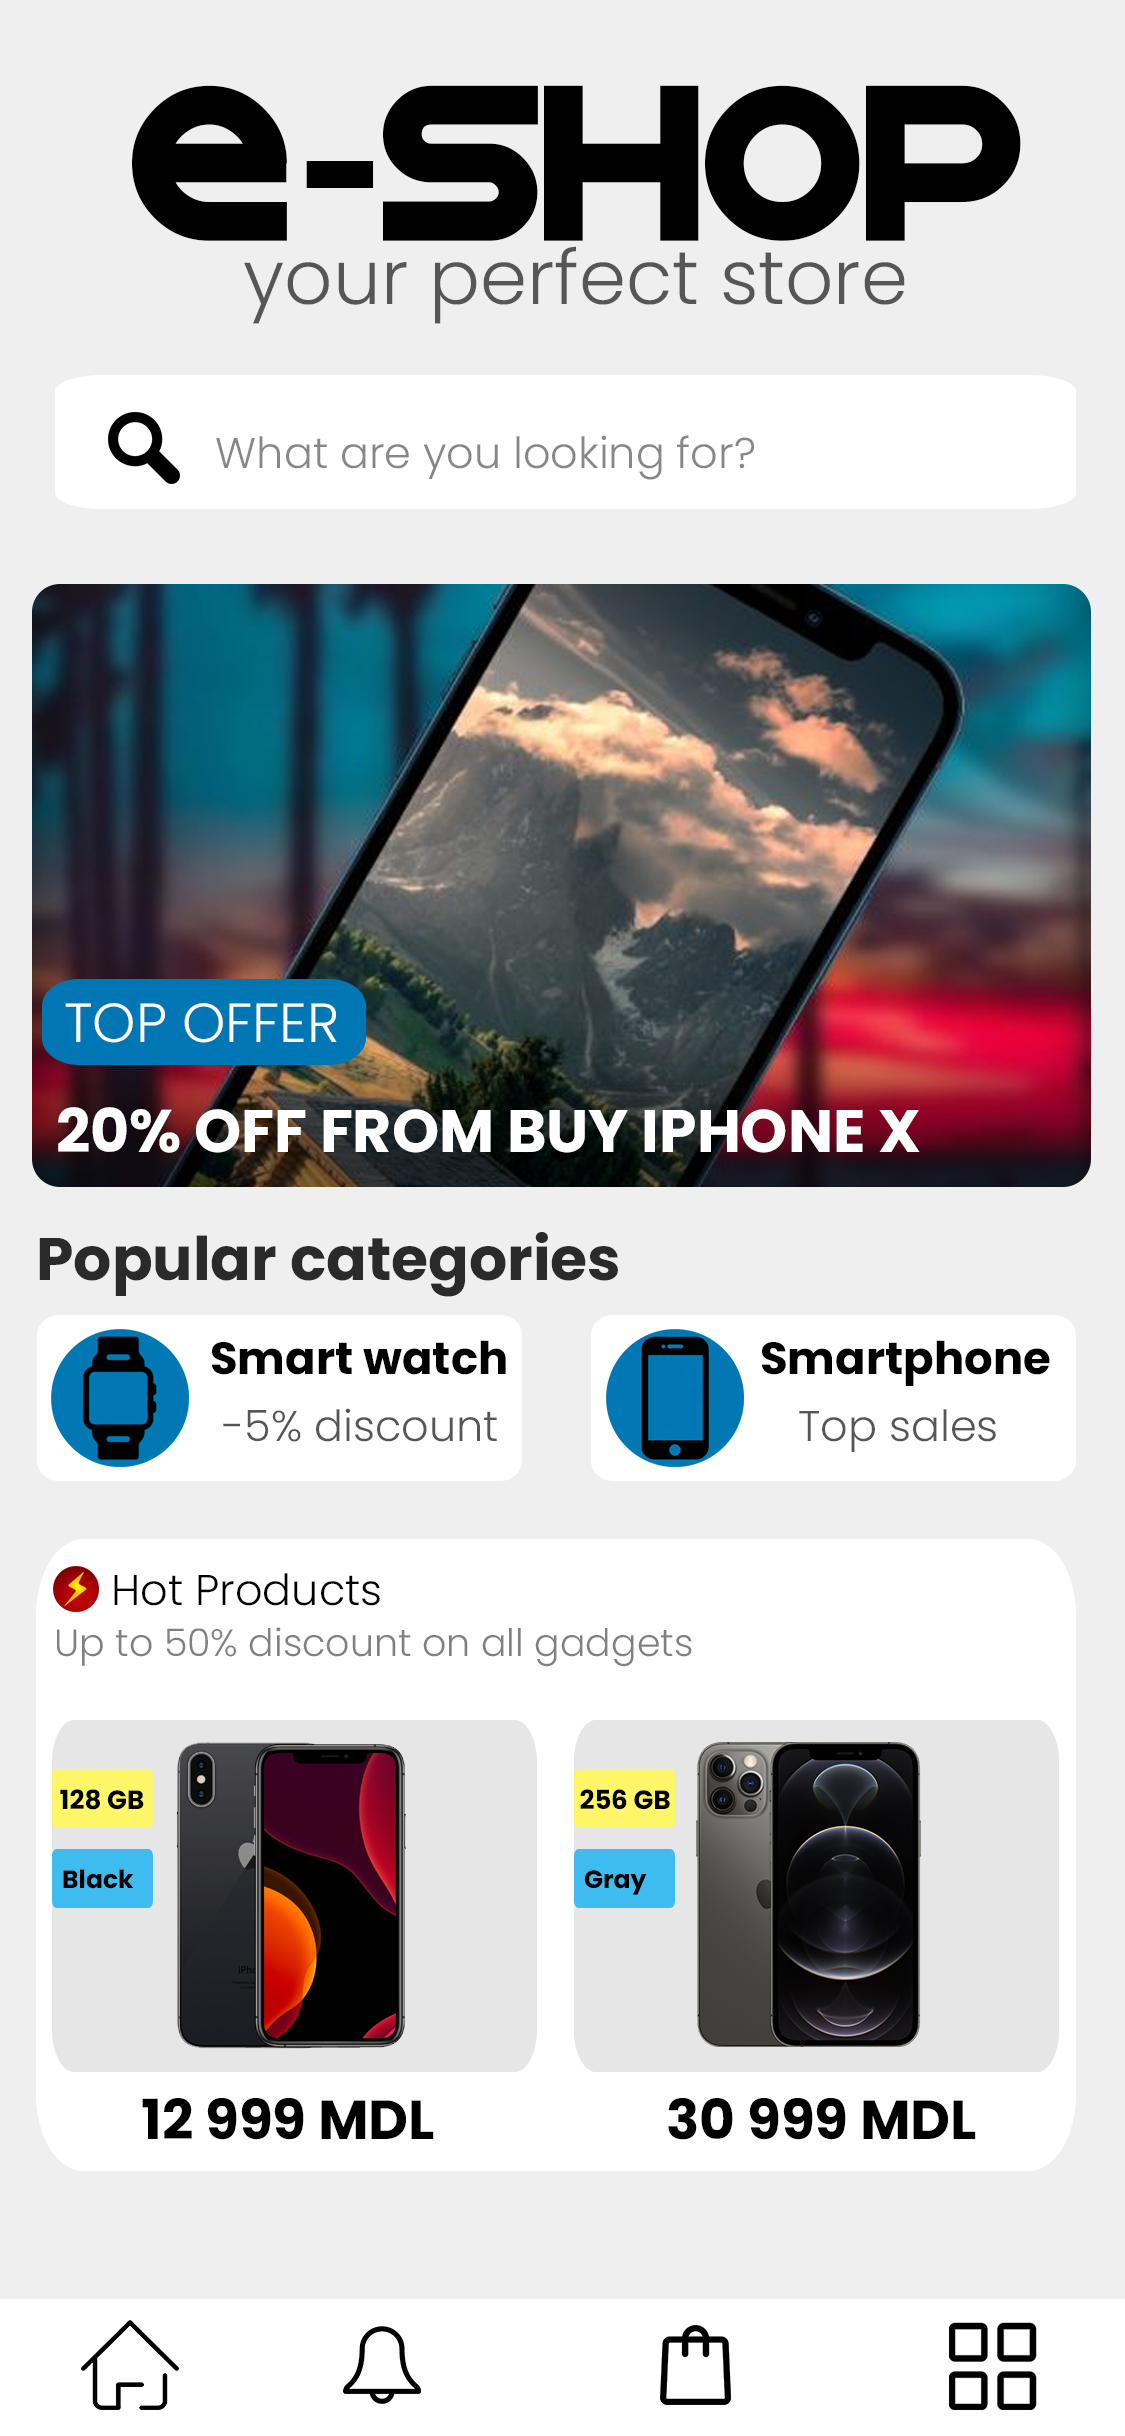 e-SHOP
your perfect store
What are you looking for?
TOP OFFER
20% OFF FROM BUY IPHONE X
Popular categories
Smart watch
-5% discount
Smartphone
Top sales
Hot Products
Up to 50% discount on all gadgets
128 GB
Black
256 GB
Gray
12 999 MDL
30 999 MDL